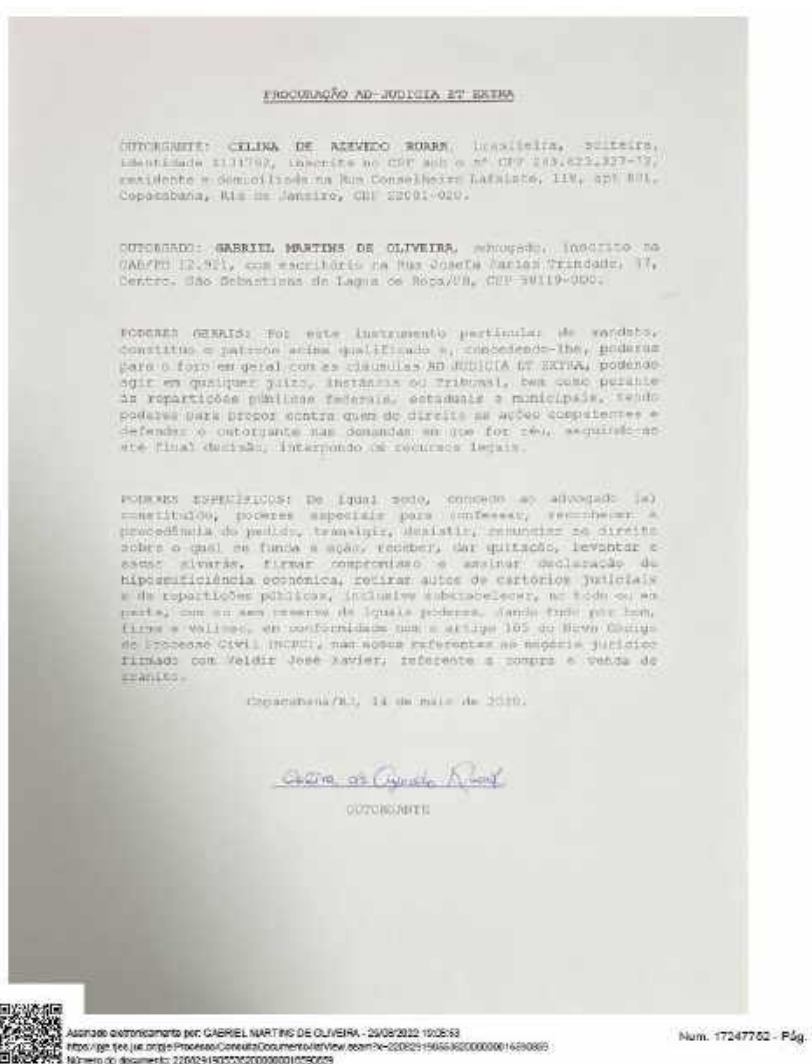 PROCURAÇÃO AD-JUDICIA ET EXTRA
OUTORGANTE: CELINA DE AZEVEDO RUARR, brasileira, solteira,
identidade inscrita no CPF sob o nº CPF
residente e domiciliada na Rua Conselheiro Lafaiete, 118, apt 801,
Copacabana, Rio de Janeiro, CEP 22081-020.
OUTORGADO: GABRIEL MARTINS DE OLIVEIRA, advogado, inscrito na
OAB/PB 12.921, com escritório na Rua Josefa Trindade,
Centro, São Sebastiana de Lagoa de Roça/PB, CEP 58119-000.
PODERES GERAIS: Por este instrumento particular de mandato,
constituo o patrono acima qualificado e, concedendo-lhe, poderes
para o foro em geral com as cláusulas AD JUDICIA ET EXTRA, podendo
agir em qualquer juízo, instância ou Tribunal, bem como perante
às repartições públicas federais, estaduais e municipais, tendo
poderes para propor contra quem de direito as ações competentes e
defender o outorgante nas demandas em que for réu, seguindo-as
até final decisão, interpondo os recursos legais.
PODERES ESPECÍFICOS: De igual modo, concedo ao advogado (a)
constituído, poderes especiais para confessar, reconhecer a
procedência do pedido, transigir, desistir, renunciar ao direito
sobre o qual se funda a ação, receber, dar quitação, levantar e
sacar alvarás, firmar compromisso e assinar declaração de
hipossuficiência econômica, retirar autos de cartórios judiciais
e de repartições públicas, inclusive substabelecer, no todo ou em
parte, com ou sem reserva de iguais poderes, dando tudo por bom,
firme e valioso, em conformidade com o artigo 105 do Novo Código
de Processo Civil (NCPC), nas ações referentes ao negócio jurídico
firmado com Valdir José Xavier, referente a compra e venda de
granito.
Copacabana/RJ, 14 de maio de 2020.
OUTORGANTE
Assinado eletronicamente por: GABRIEL MARTINS DE OLIVEIRA - 29/08/2022
Número do documento:
Num. 17247752 - Pág.